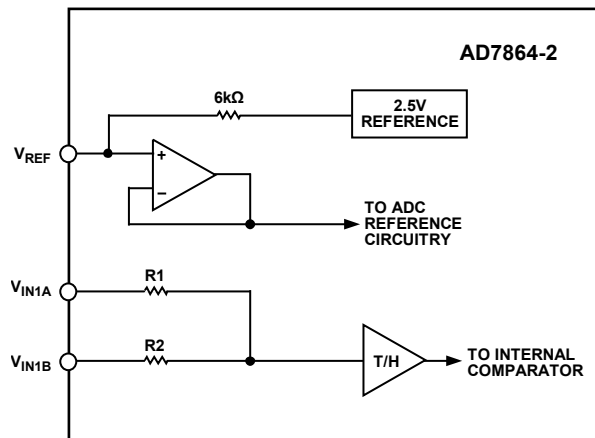 AD7864-2
6kΩ
2.5V
REFERENCE
VREF
+
−
TO ADC
REFERENCE
CIRCUITRY
VIN1A
R1
VIN1B
R2
T/H
TO INTERNAL
COMPARATOR